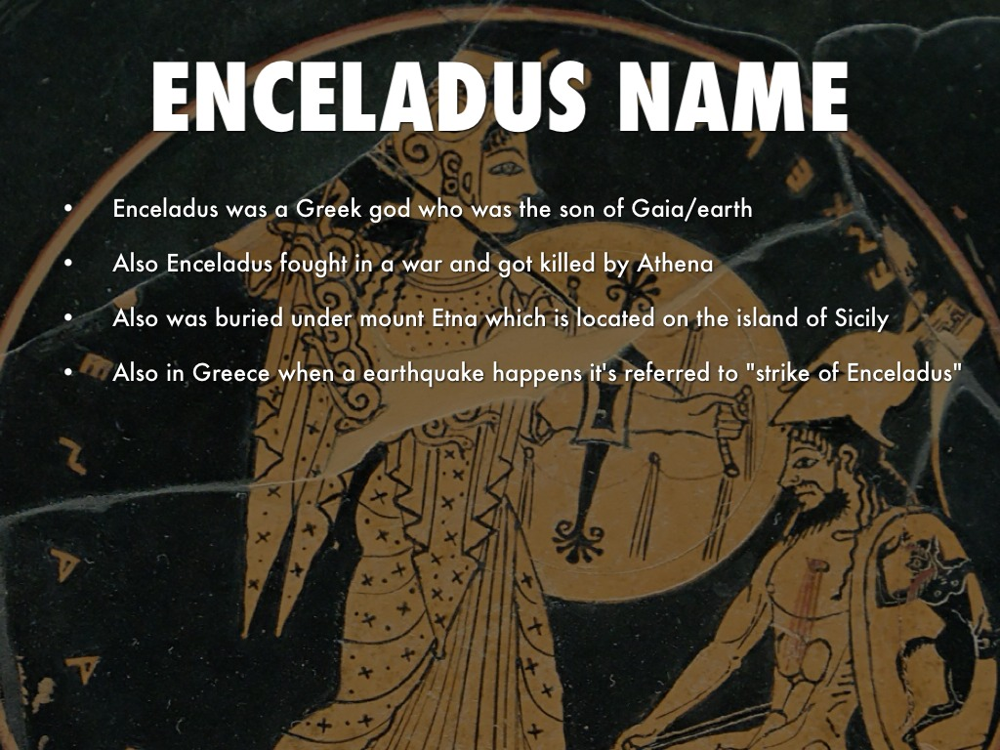 ENCELADUS NAME
• Enceladus was a Greek god who was the son of Gaia/earth
• Also Enceladus fought in a war and got killed by Athena
• Also was buried under mount Etna which is located on the island of Sicily
• Also in Greece when a earthquake happens it's referred to "strike of Enceladus"